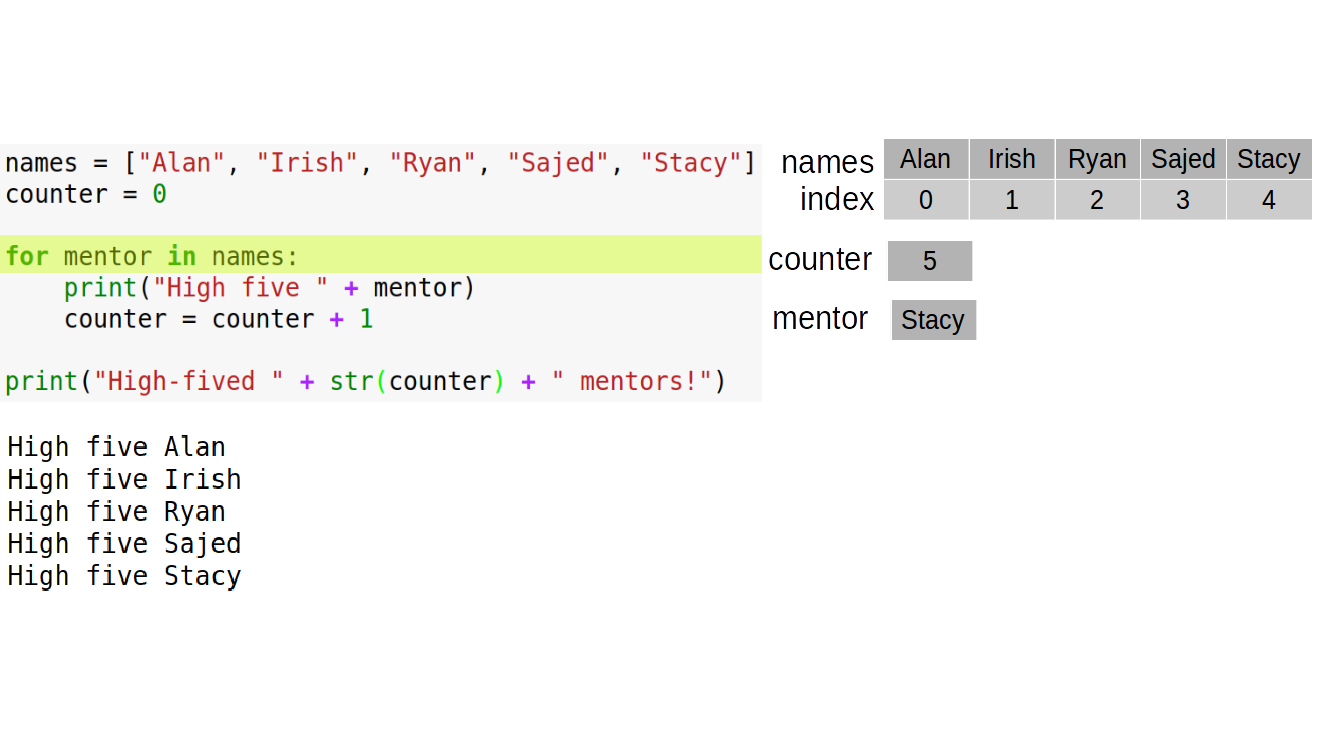 names = ["Alan", "Irish", "Ryan", "Sajed", "Stacy"]
counter = 0
for mentor in names:
    print("High five " + mentor)
    counter = counter + 1
print("High-fived " + str(counter) + " mentors!")
High five Alan
High five Irish
High five Ryan
High five Sajed
High five Stacy
names Alan Irish Ryan Sajed Stacy
index 0 1 2 3 4
counter 5
mentor Stacy